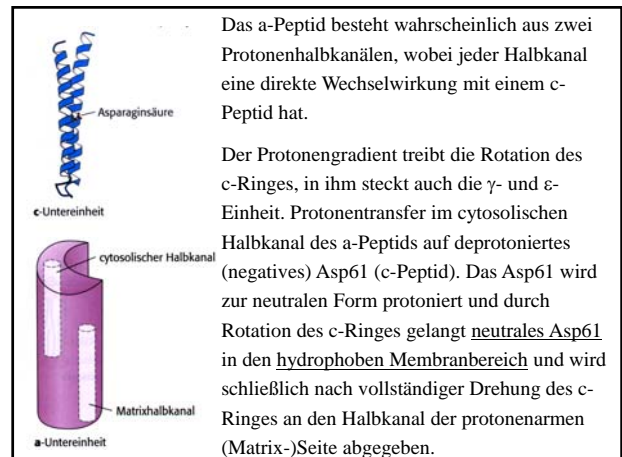 Das a-Peptid besteht wahrscheinlich aus zwei
Protonenhalbkanälen, wobei jeder Halbkanal
eine direkte Wechselwirkung mit einem c-
Peptid hat.
Der Protonengradient treibt die Rotation des
c-Ringes, in ihm steckt auch die γ- und ε-
Einheit. Protonentransfer im cytosolischen
Halbkanal des a-Peptids auf deprotoniertes
(negatives) Asp61 (c-Peptid). Das Asp61 wird
zur neutralen Form protoniert und durch
Rotation des c-Ringes gelangt neutrales Asp61
in den hydrophoben Membranbereich und wird
schließlich nach vollständiger Drehung des c-
Ringes an den Halbkanal der protonenarmen
(Matrix-)Seite abgegeben.
Asparaginsäure
c-Untereinheit
cytosolischer Halbkanal
Matrixhalbkanal
a-Untereinheit